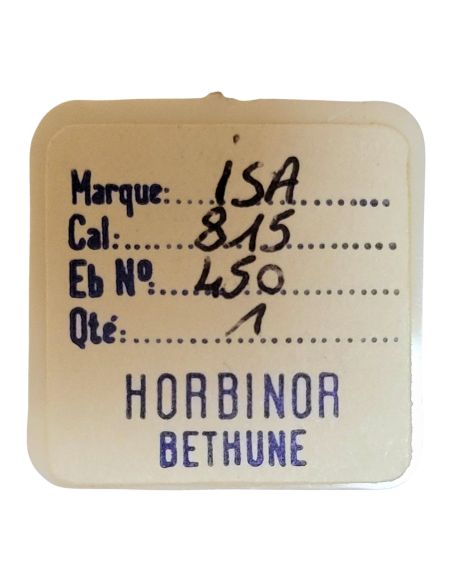 Marque: ISA
Cal: 815
Eb Nº: 450
Qté: 1
HORBINOR
BETHUNE